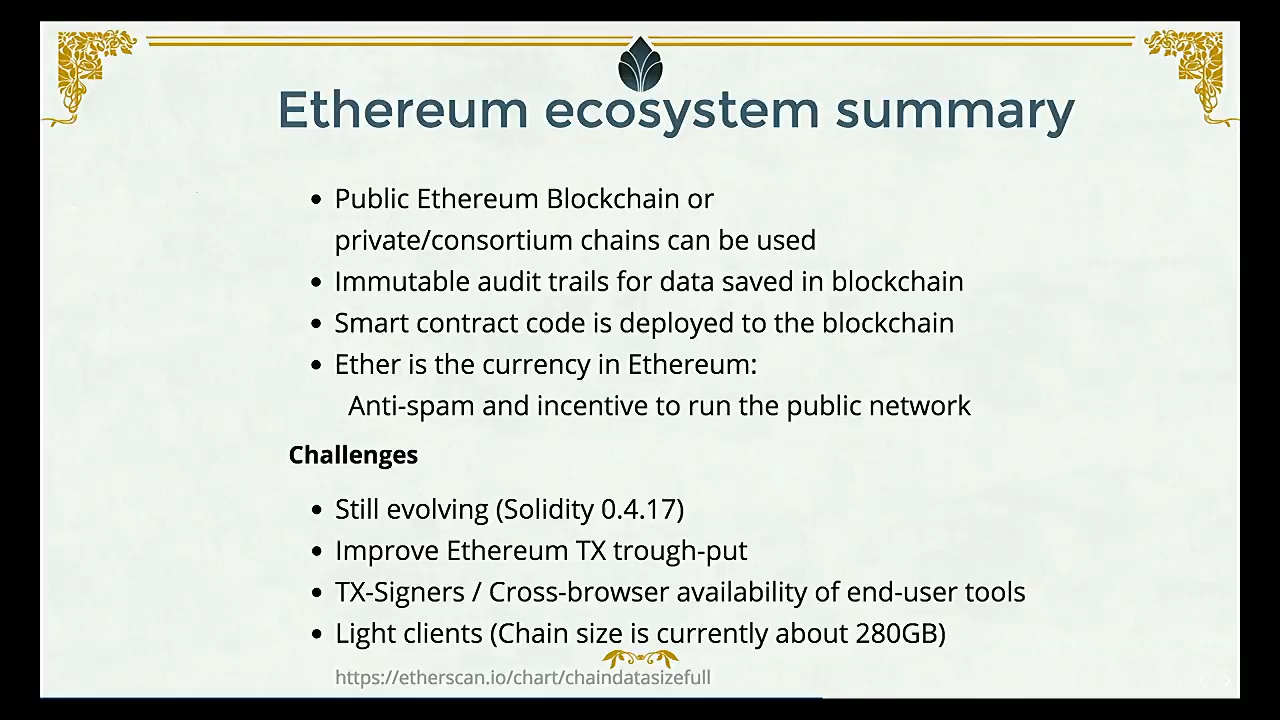 Ethereum ecosystem summary
Public Ethereum Blockchain or
private/consortium chains can be used
Immutable audit trails for data saved in blockchain
Smart contract code is deployed to the blockchain
Ether is the currency in Ethereum:
Anti-spam and incentive to run the public network
Challenges
Still evolving (Solidity 0.4.17)
Improve Ethereum TX trough-put
TX-Signers / Cross-browser availability of end-user tools
Light clients (Chain size is currently about 280GB)
https://etherscan.io/chart/chaindatasizefull